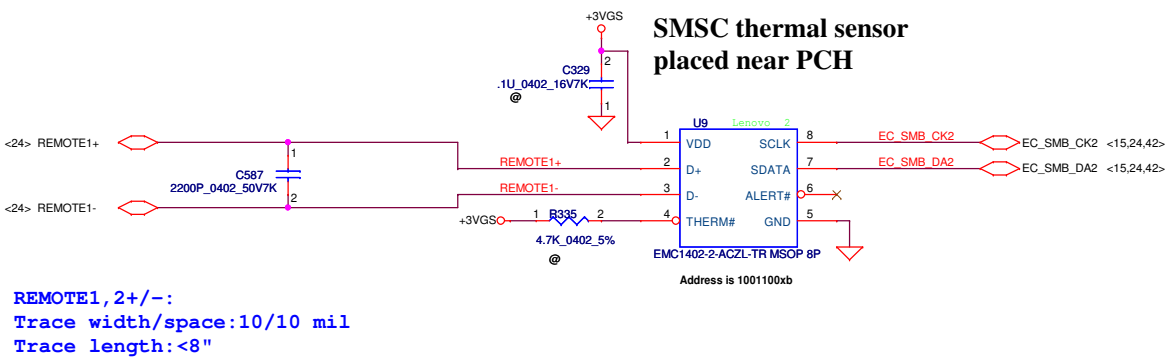 +3VGS
SMSC thermal sensor
placed near PCH
2
C329
.1U_0402_16V7K
@
1
U9
Lenovo 2
<24> REMOTE1+
1
VDD
SCLK
8
EC_SMB_CK2
EC_SMB_CK2 <15,24,42>
1
C587
2200P_0402_50V7K
2
REMOTE1+
2
D+
SDATA
7
EC_SMB_DA2
EC_SMB_DA2 <15,24,42>
REMOTE1-
3
D-
ALERT#
6
<24> REMOTE1-
+3VGS
1
R335
2
4
THERM#
GND
5
4.7K_0402_5%
@
EMC1402-2-ACZL-TR MSOP 8P
Address is 1001100xb
REMOTE1,2+/-:
Trace width/space:10/10 mil
Trace length:<8"